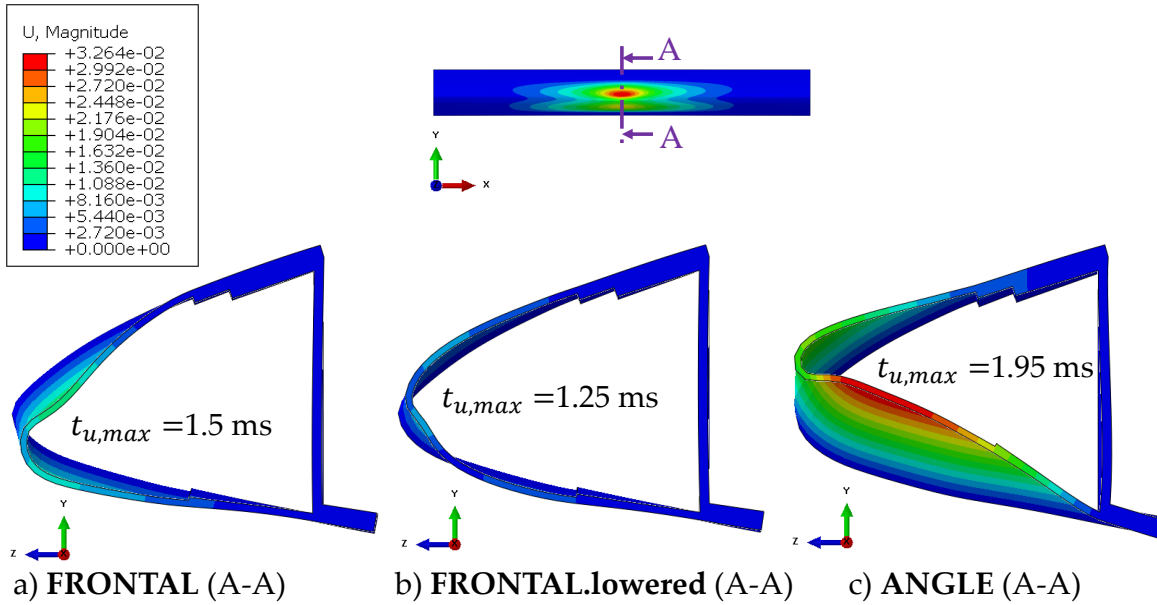 U, Magnitude
+3.264e-02
+2.992e-02
+2.720e-02
+2.448e-02
+2.176e-02
+1.904e-02
+1.632e-02
+1.360e-02
+1.088e-02
+8.160e-03
+5.440e-03
+2.720e-03
+0.000e+00
A
A
Y
X
t_{u,max} =1.5 ms
t_{u,max} =1.25 ms
t_{u,max} =1.95 ms
Y
Z
X
Y
Z
X
Y
Z
X
a) FRONTAL (A-A)
b) FRONTAL.lowered (A-A)
c) ANGLE (A-A)